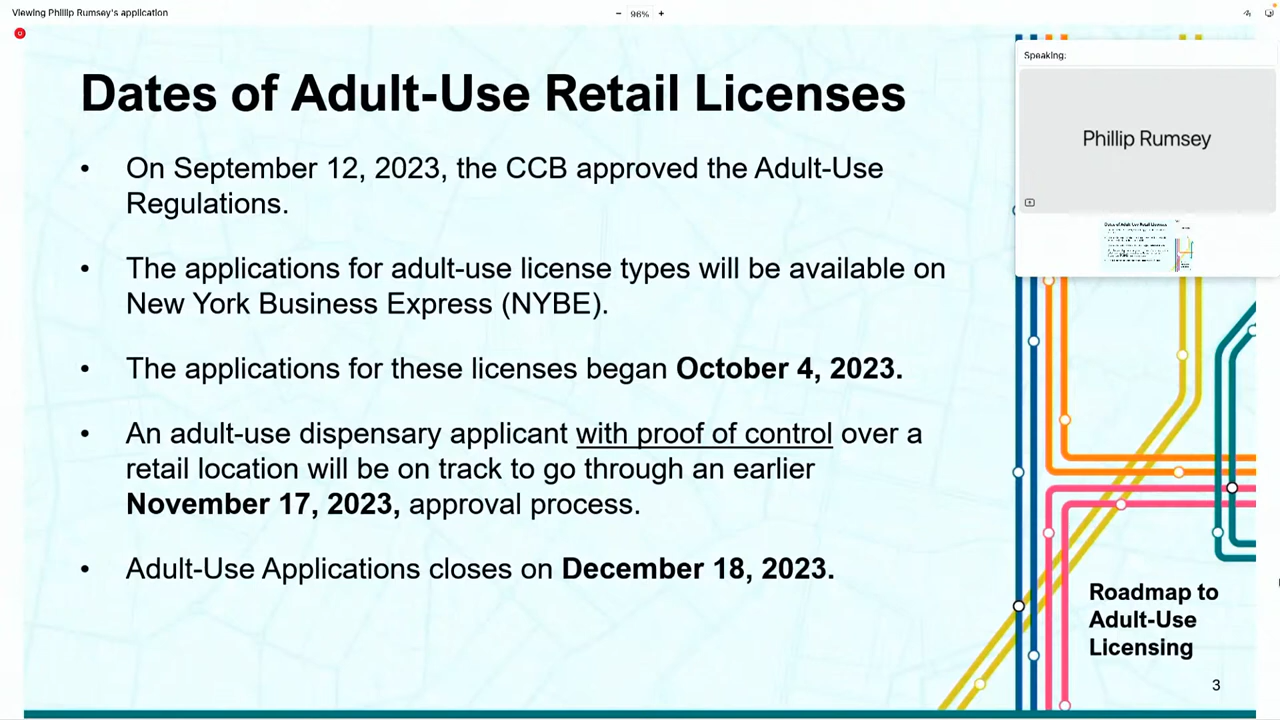 Viewing Phillip Rumsey's application
− 96% +
Speaking:
Phillip Rumsey
Dates of Adult-Use Retail Licenses
• On September 12, 2023, the CCB approved the Adult-Use
Regulations.
• The applications for adult-use license types will be available on
New York Business Express (NYBE).
• The applications for these licenses began October 4, 2023.
• An adult-use dispensary applicant with proof of control over a
retail location will be on track to go through an earlier
November 17, 2023, approval process.
• Adult-Use Applications closes on December 18, 2023.
Roadmap to
Adult-Use
Licensing
3